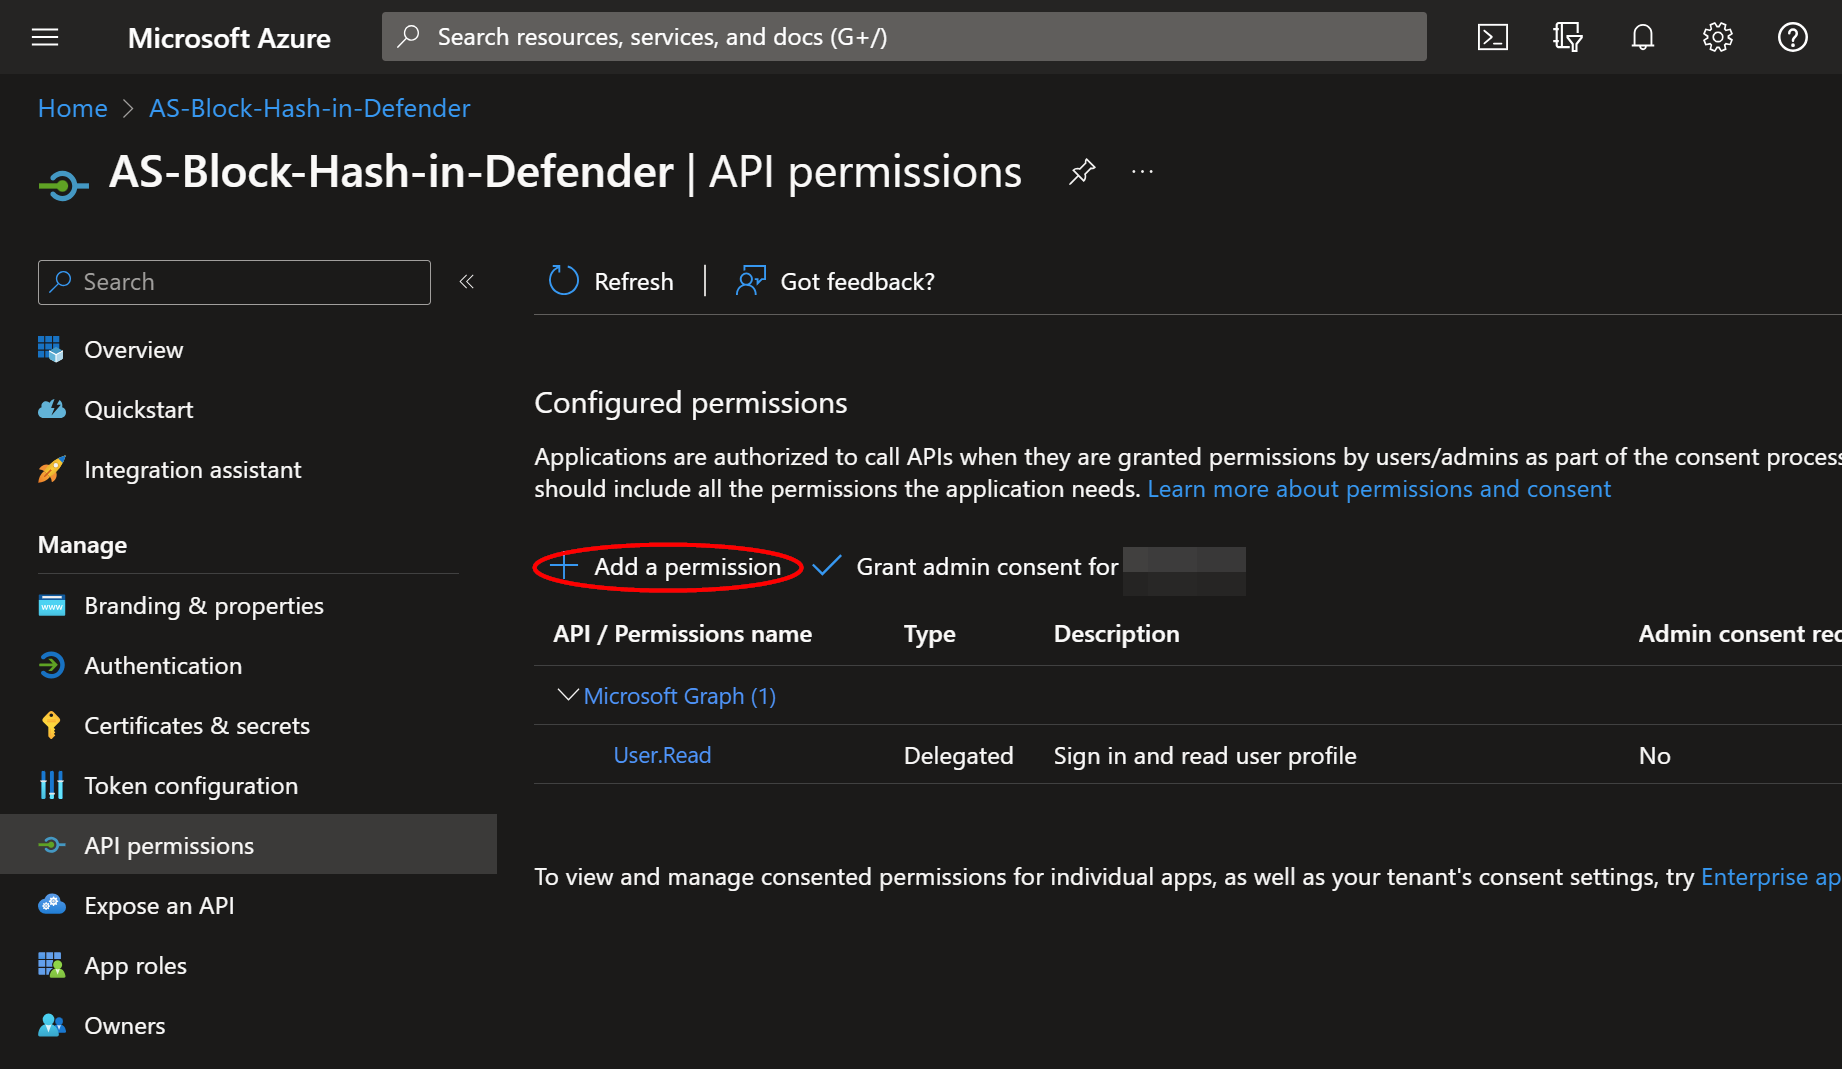 Microsoft Azure
Search resources, services, and docs (G+/)
Home > AS-Block-Hash-in-Defender
AS-Block-Hash-in-Defender | API permissions
Search
Refresh
Got feedback?
Overview
Quickstart
Integration assistant
Manage
Branding & properties
Authentication
Certificates & secrets
Token configuration
API permissions
Expose an API
App roles
Owners
Configured permissions
Applications are authorized to call APIs when they are granted permissions by users/admins as part of the consent process
should include all the permissions the application needs. Learn more about permissions and consent
Add a permission
Grant admin consent for
API / Permissions name Type Description Admin consent rec
Microsoft Graph (1)
User.Read Delegated Sign in and read user profile No
To view and manage consented permissions for individual apps, as well as your tenant's consent settings, try Enterprise ap